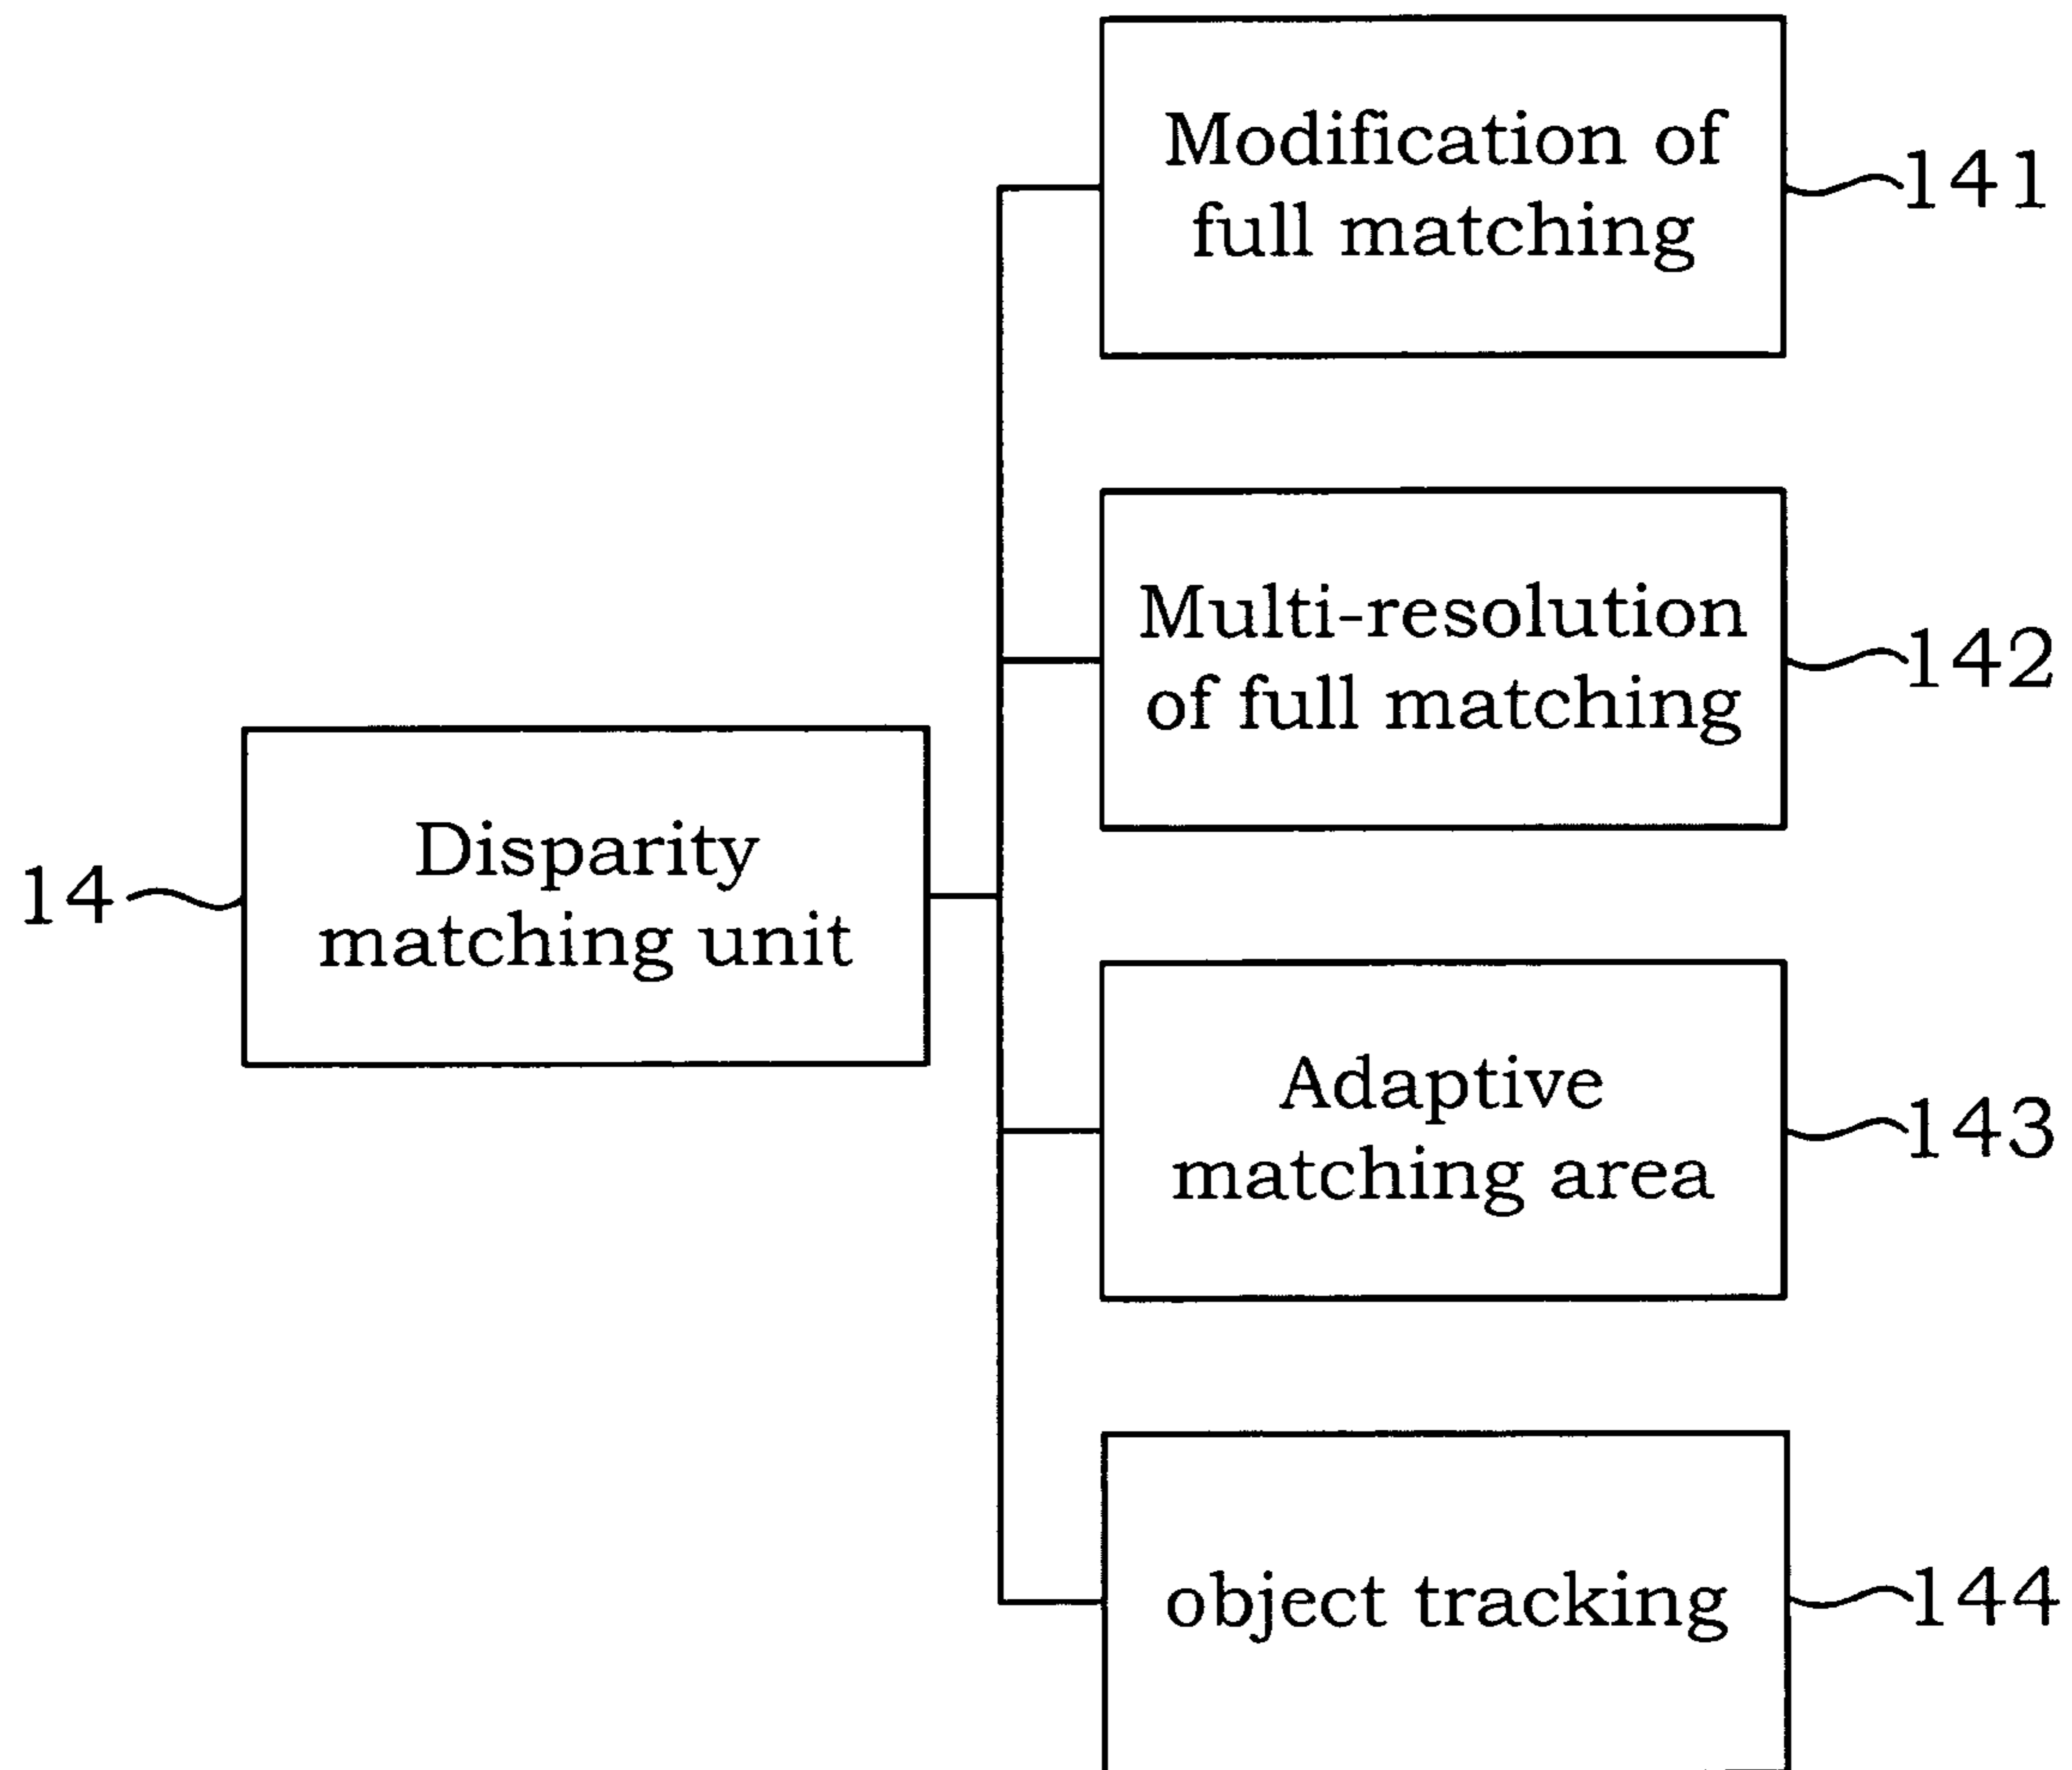 Modification of
full matching
141
Multi-resolution
of full matching
142
Disparity
matching unit
14
Adaptive
matching area
143
object tracking
144